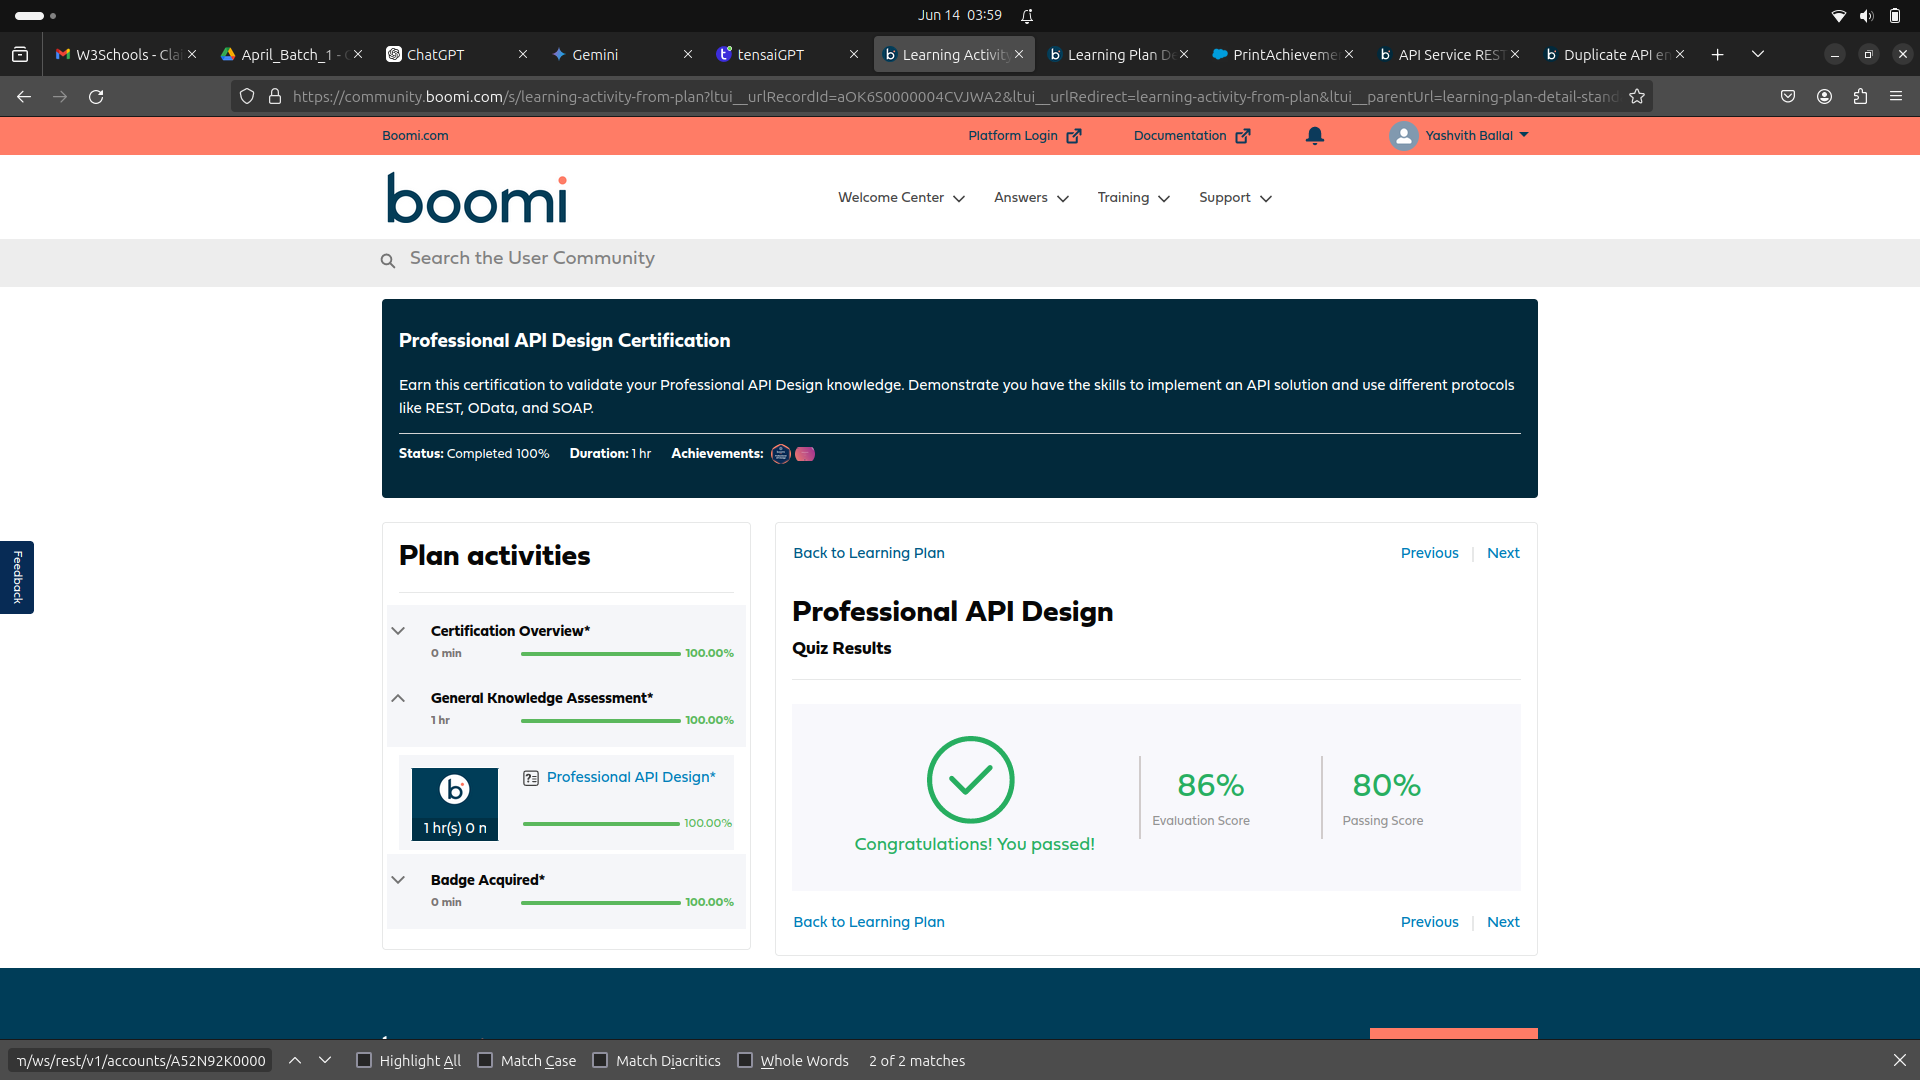 Jun 14 03:59
W3Schools - Clai
April_Batch_1 -
ChatGPT
Gemini
tensaiGPT
Learning Activity
Learning Plan De
PrintAchieveme
API Service REST
Duplicate API en
https://community.boomi.com/s/learning-activity-from-plan?ltui__urlRecordId=aOK6S0000004CVJWA2&ltui__urlRedirect=learning-activity-from-plan&ltui__parentUrl=learning-plan-detail-stand
Boomi.com
Platform Login
Documentation
Yashvith Ballal
boomi
Welcome Center
Answers
Training
Support
Search the User Community
Professional API Design Certification
Earn this certification to validate your Professional API Design knowledge. Demonstrate you have the skills to implement an API solution and use different protocols
like REST, OData, and SOAP.
Status: Completed 100%
Duration: 1 hr
Achievements:
Feedback
Plan activities
Certification Overview*
0 min
100.00%
General Knowledge Assessment*
1 hr
100.00%
1 hr(s) 0 n
Professional API Design*
100.00%
Badge Acquired*
0 min
100.00%
Back to Learning Plan
Previous | Next
Professional API Design
Quiz Results
Congratulations! You passed!
86%
Evaluation Score
80%
Passing Score
Back to Learning Plan
Previous | Next
n/ws/rest/v1/accounts/A52N92K0000
Highlight All
Match Case
Match Diacritics
Whole Words
2 of 2 matches